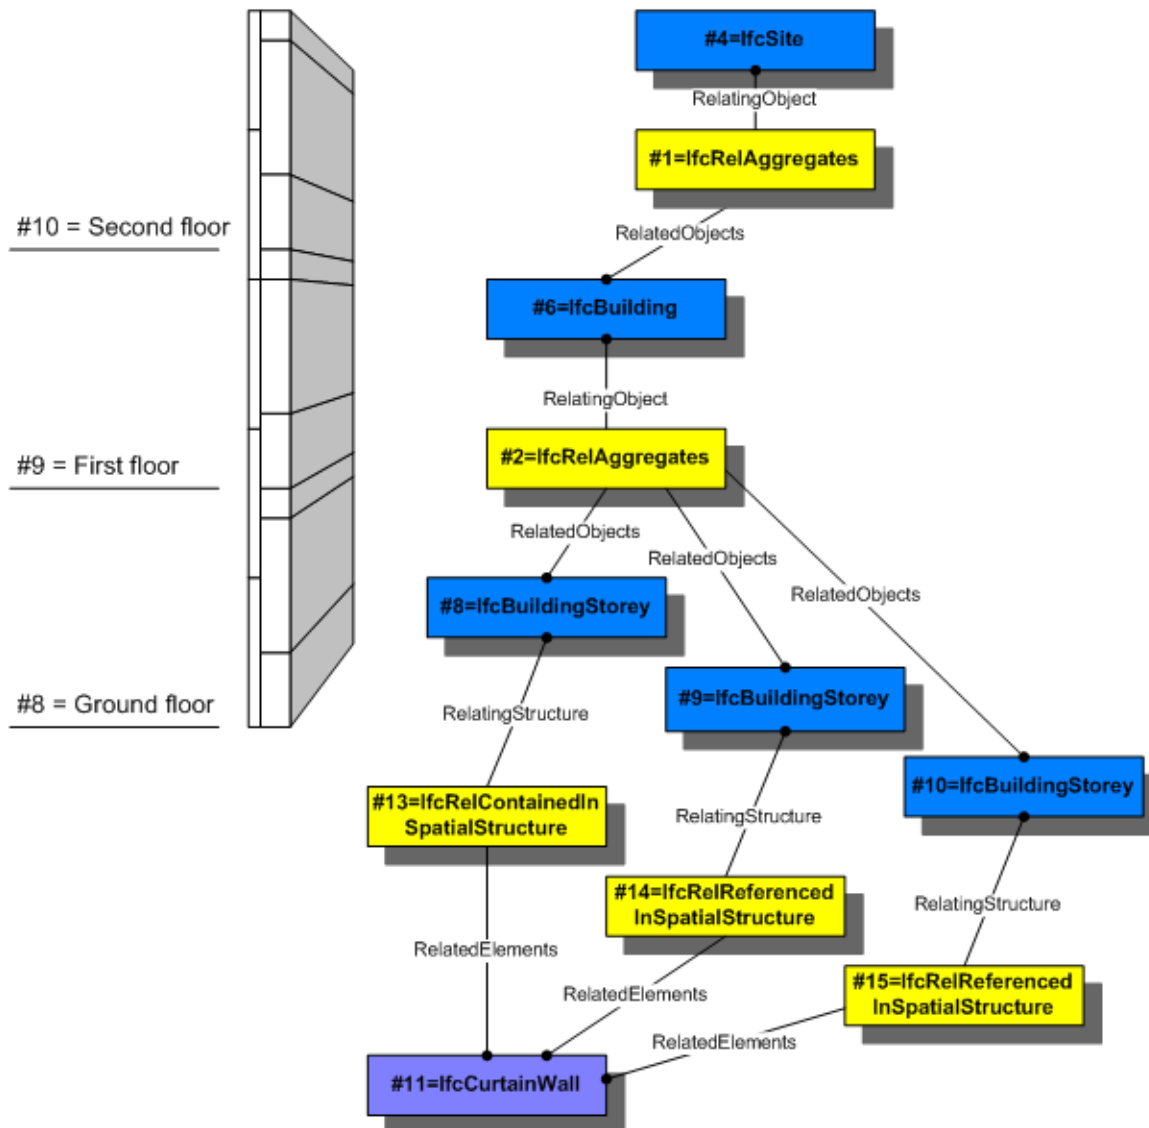 #4=IfcSite
RelatingObject
#1=IfcRelAggregates
#10 = Second floor
RelatedObjects
#6=IfcBuilding
RelatingObject
#9 = First floor
#2=IfcRelAggregates
RelatedObjects
RelatedObjects
RelatedObjects
#8=IfcBuildingStorey
#8 = Ground floor
#9=IfcBuildingStorey
RelatingStructure
#10=IfcBuildingStorey
#13=IfcRelContainedIn
SpatialStructure
RelatingStructure
#14=IfcRelReferenced
InSpatialStructure
RelatingStructure
RelatedElements
#15=IfcRelReferenced
InSpatialStructure
RelatedElements
RelatedElements
#11=IfcCurtainWall